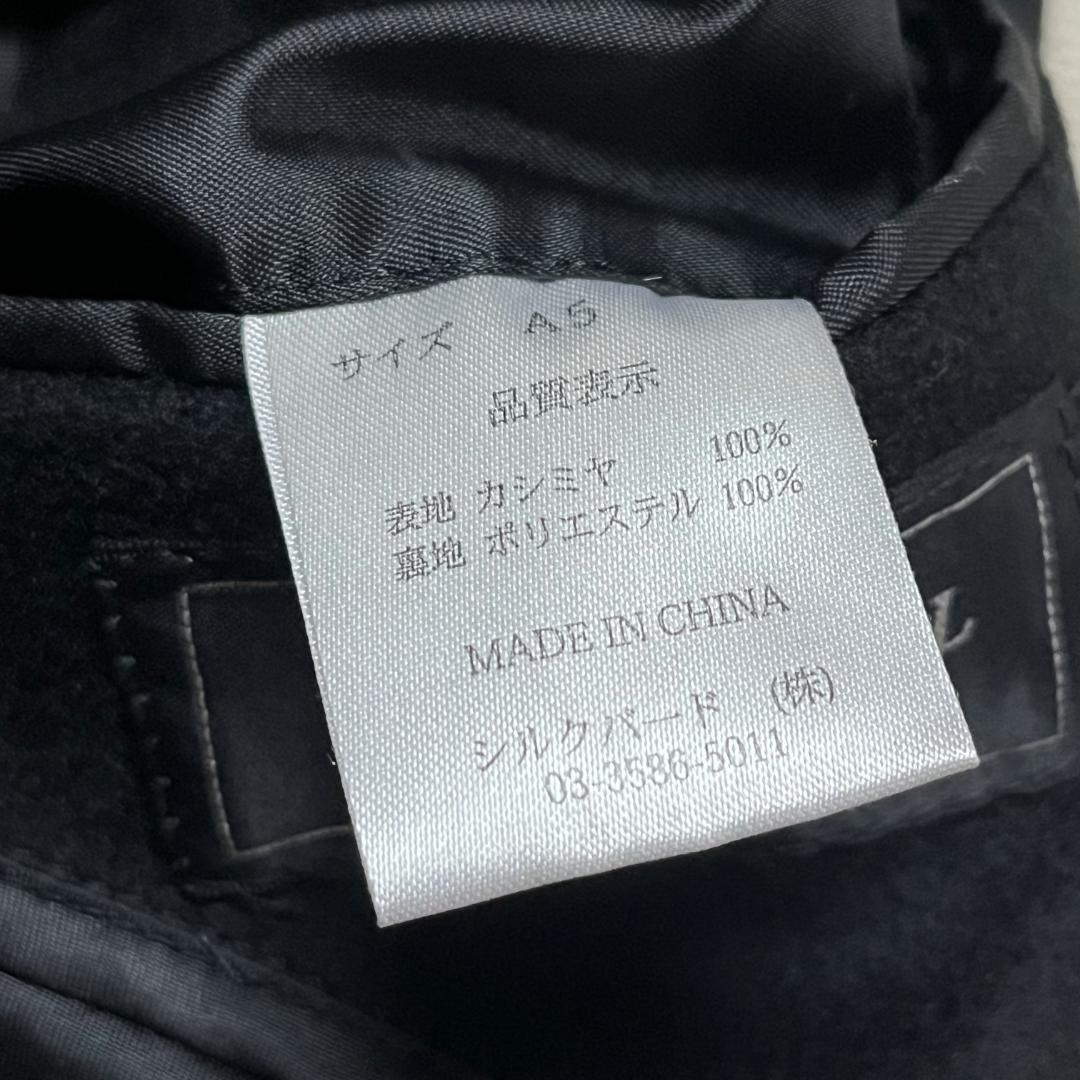 サイズ A5
品質表示
表地 カシミヤ 100%
裏地 ポリエステル 100%
MADE IN CHINA
シルクバード (株)
03-3586-5011